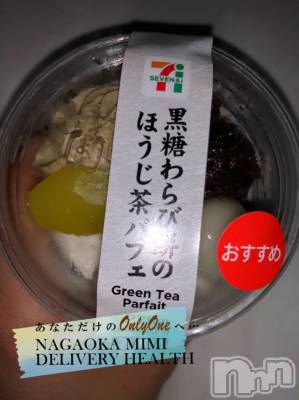 SEVEN&i
黒糖わらび餅の
ほうじ茶パフェ
Green Tea
Parfait
おすすめ
あなただけのOnlyOneへ…
NAGAOKA MIMI
DELIVERY HEALTH